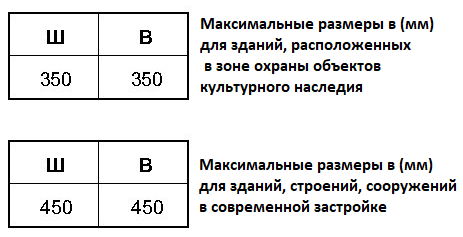 Ш В
350 350
Максимальные размеры в (мм)
для зданий, расположенных
в зоне охраны объектов
культурного наследия
Ш В
450 450
Максимальные размеры в (мм)
для зданий, строений, сооружений
в современной застройке